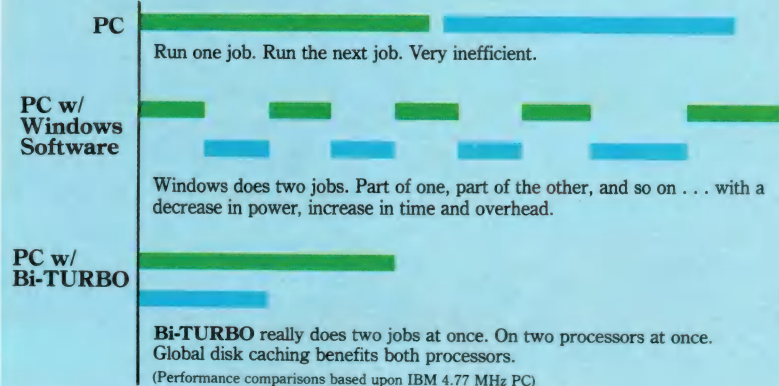 PC
Run one job. Run the next job. Very inefficient.
PC w/
Windows
Software
Windows does two jobs. Part of one, part of the other, and so on . . . with a
decrease in power, increase in time and overhead.
PC w/
Bi-TURBO
Bi-TURBO really does two jobs at once. On two processors at once.
Global disk caching benefits both processors.
(Performance comparisons based upon IBM 4.77 MHz PC)